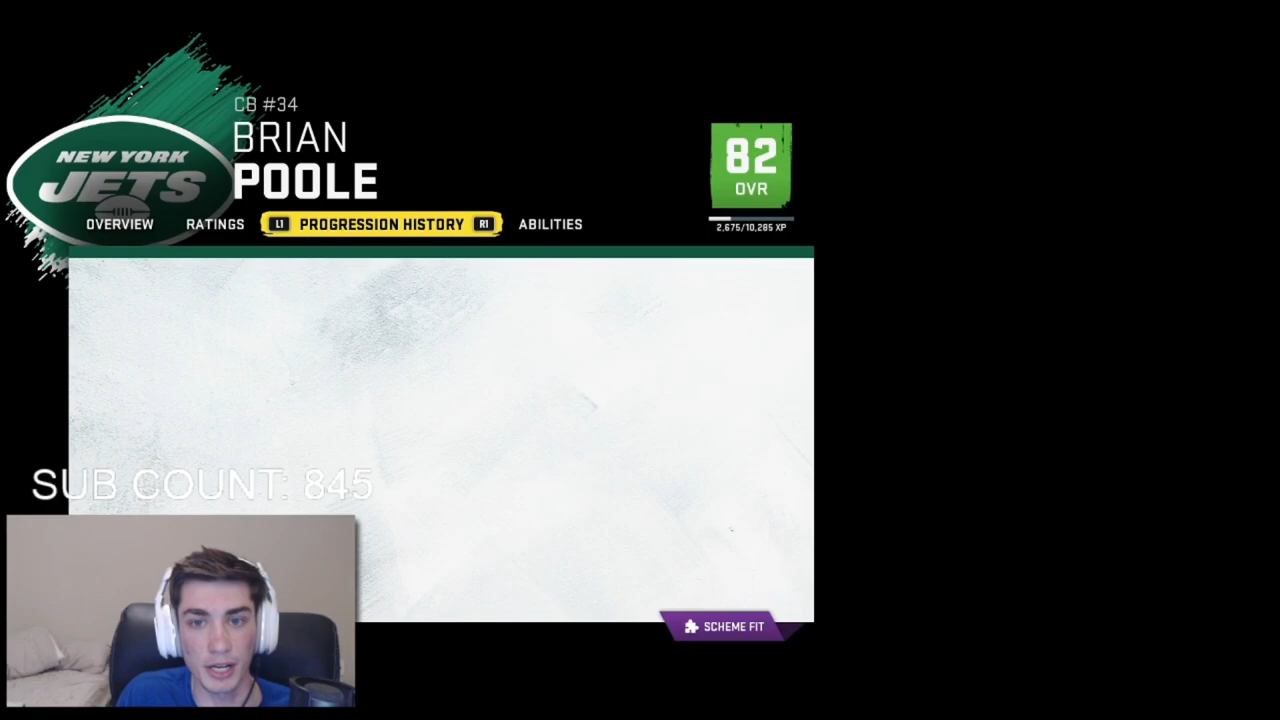 CB #34
BRIAN
POOLE
NEW YORK
JETS
82
OVR
2,675/10,285 XP
OVERVIEW RATINGS L1 PROGRESSION HISTORY R1 ABILITIES
SUB COUNT: 845
SCHEME FIT